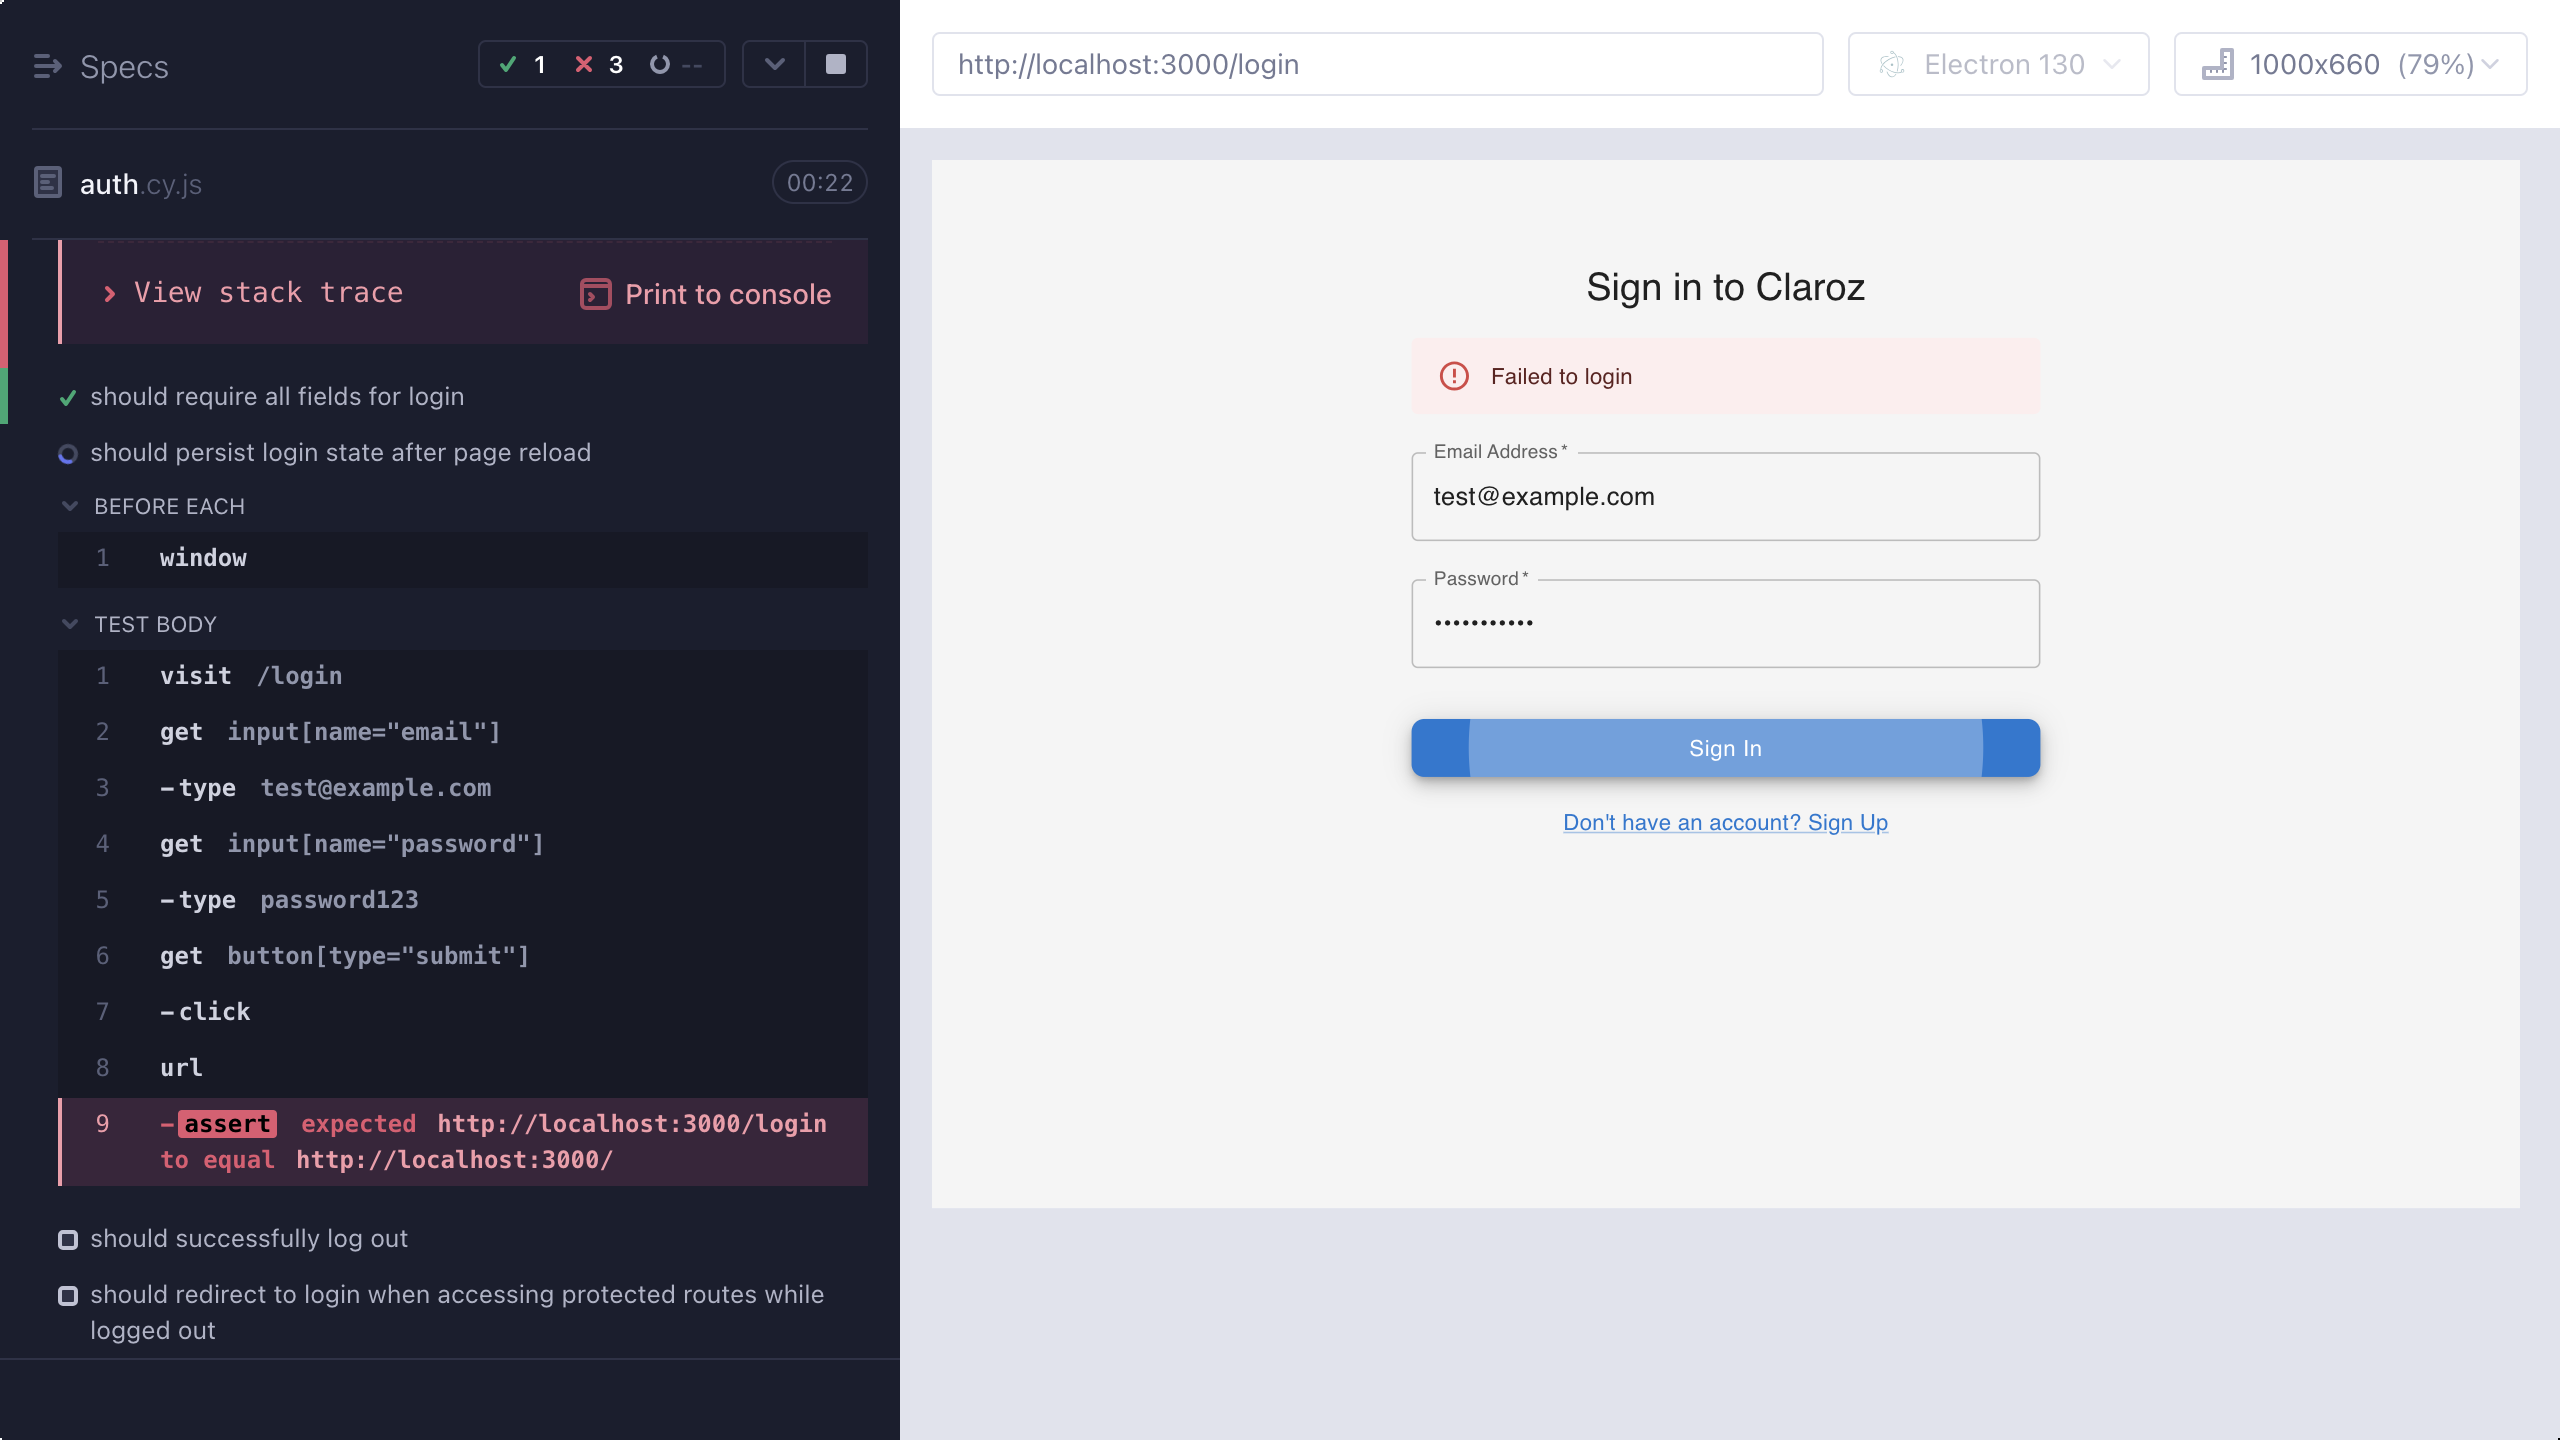 Specs
1 3 --
auth.cy.js
00:22
View stack trace
Print to console
should require all fields for login
should persist login state after page reload
BEFORE EACH
1 window
TEST BODY
1 visit /login
2 get input[name="email"]
3 -type test@example.com
4 get input[name="password"]
5 -type password123
6 get button[type="submit"]
7 -click
8 url
9 -assert expected http://localhost:3000/login
to equal http://localhost:3000/
should successfully log out
should redirect to login when accessing protected routes while
logged out
http://localhost:3000/login
Electron 130
1000x660 (79%)
Sign in to Claroz
Failed to login
Email Address *
test@example.com
Password *
•••••••••••
Sign In
Don't have an account? Sign Up